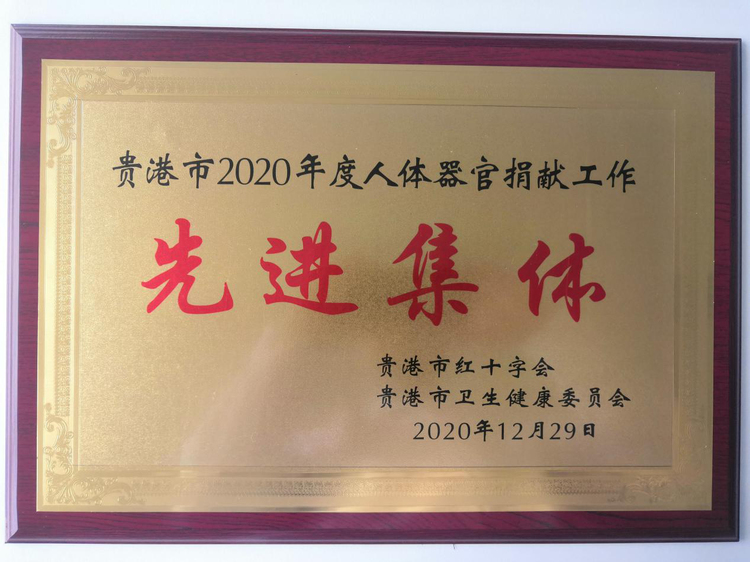 贵港市2020年度人体器官捐献工作
先进集体
贵港市红十字会
贵港市卫生健康委员会
2020年12月29日